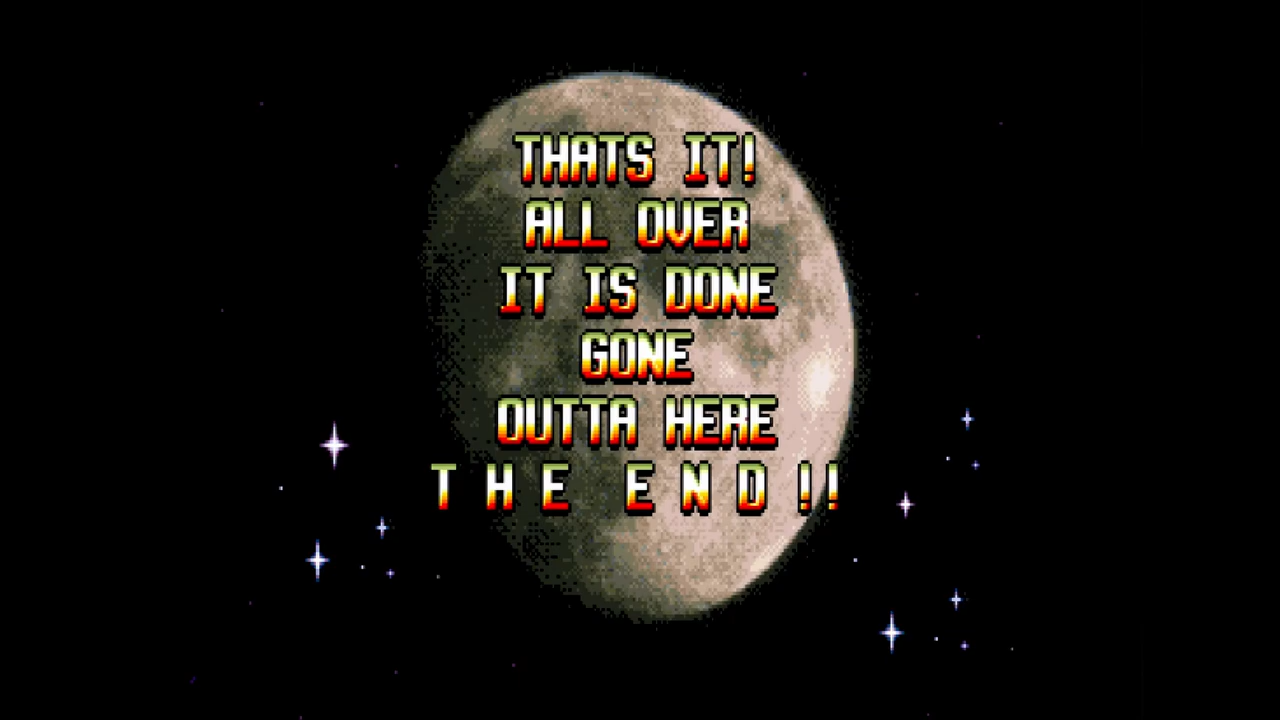 THATS IT!
ALL OVER
IT IS DONE
GONE
OUTTA HERE
T H E  E N D !!